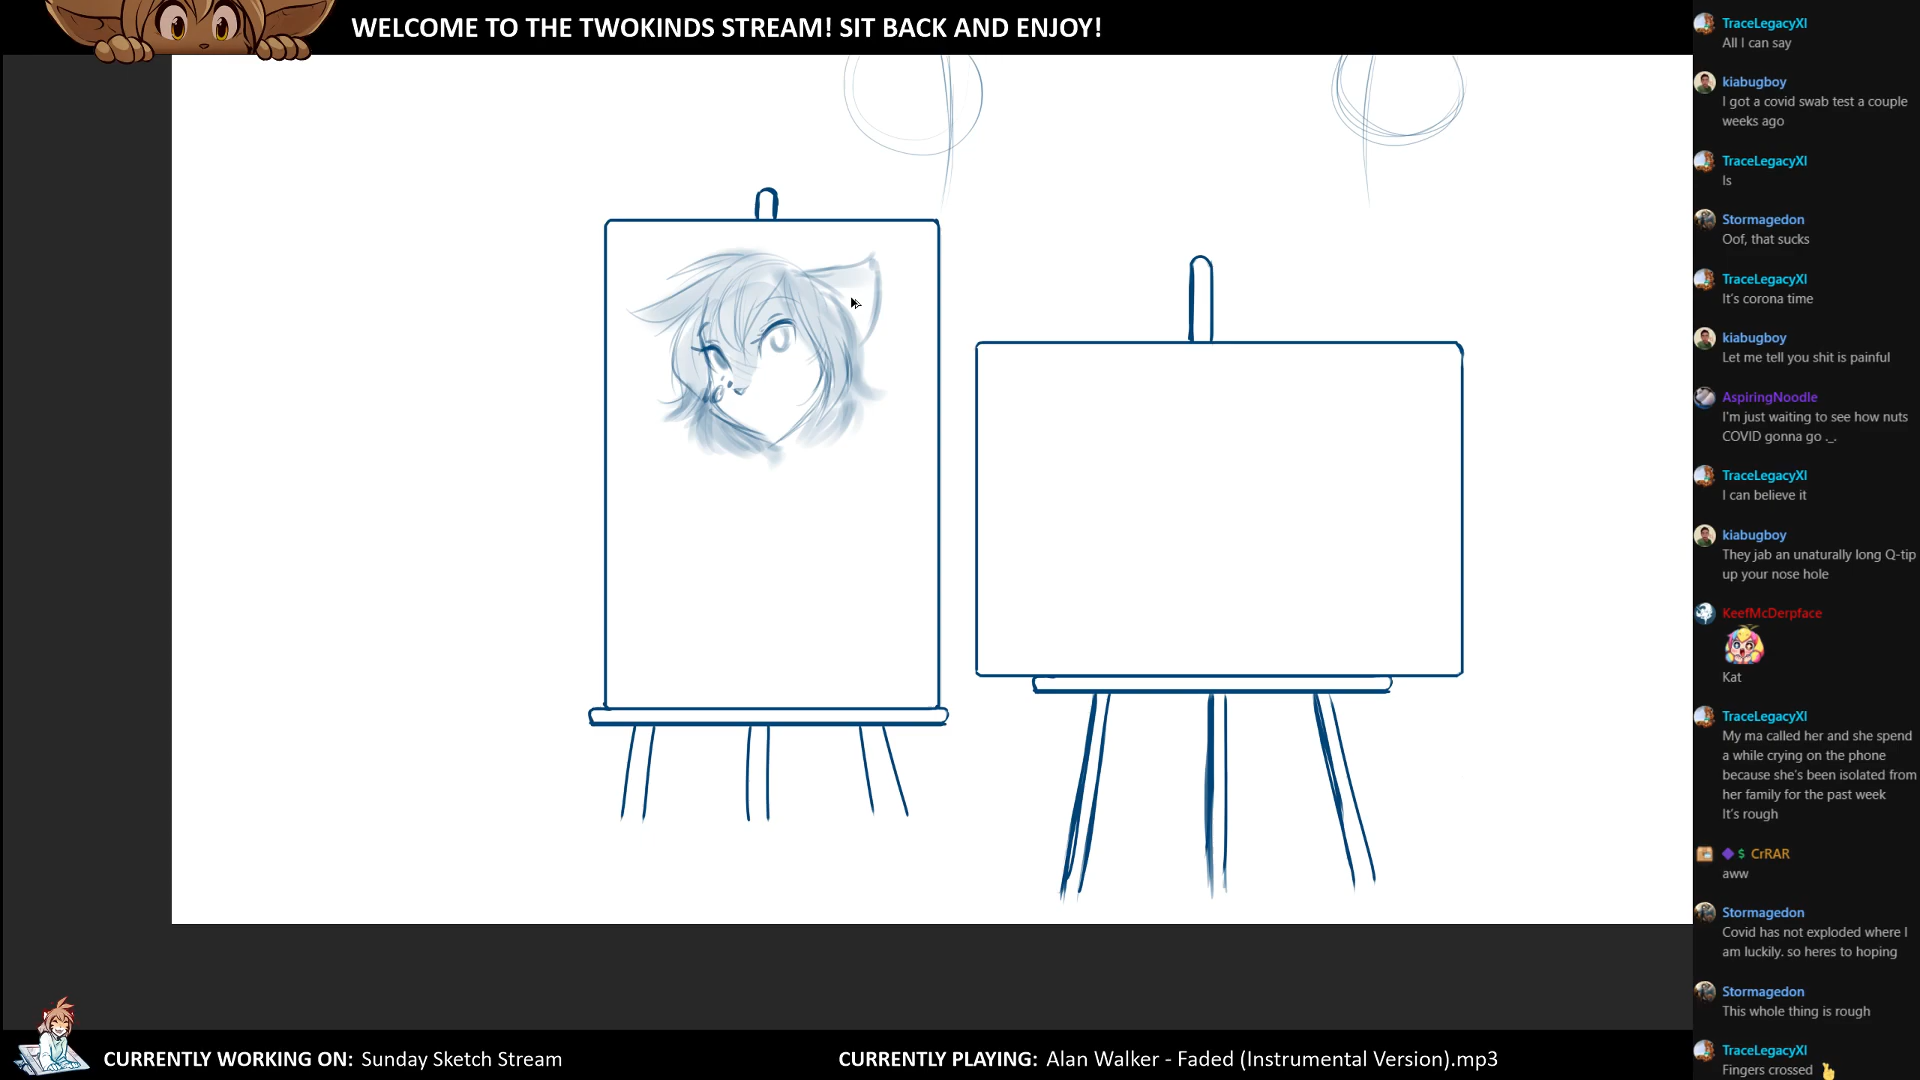 WELCOME TO THE TWOKINDS STREAM! SIT BACK AND ENJOY!
TraceLegacyXI
All I can say
kiabugboy
I got a covid swab test a couple
weeks ago
TraceLegacyXI
Is
Stormagedon
Oof, that sucks
TraceLegacyXI
It's corona time
kiabugboy
Let me tell you shit is painful
AspiringNoodle
I'm just waiting to see how nuts
COVID gonna go ._.
TraceLegacyXI
I can believe it
kiabugboy
They jab an unaturally long Q-tip
up your nose hole
KeefMcDerpface
Kat
TraceLegacyXI
My ma called her and she spend
a while crying on the phone
because she's been isolated from
her family for the past week
It's rough
$ CrRAR
aww
Stormagedon
Covid has not exploded where I
am luckily. so heres to hoping
Stormagedon
This whole thing is rough
TraceLegacyXI
Fingers crossed
CURRENTLY WORKING ON: Sunday Sketch Stream
CURRENTLY PLAYING: Alan Walker - Faded (Instrumental Version).mp3